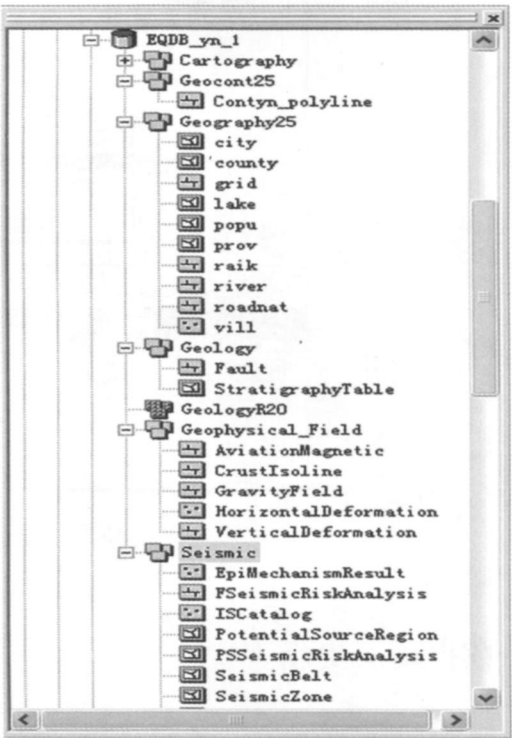 EQDB_yn_1
Cartography
Geocont25
Contyn_polyline
Geography25
city
county
grid
lake
popu
prov
raik
river
roadnat
vill
Geology
Fault
StratigraphyTable
GeologyR20
Geophysical_Field
AviationMagnetic
CrustIsoline
GravityField
HorizontalDeformation
VerticalDeformation
Seismic
EpiMechanismResult
FSeismicRiskAnalysis
ISCatalog
PotentialSourceRegion
PSSeismicRiskAnalysis
SeismicBelt
SeismicZone